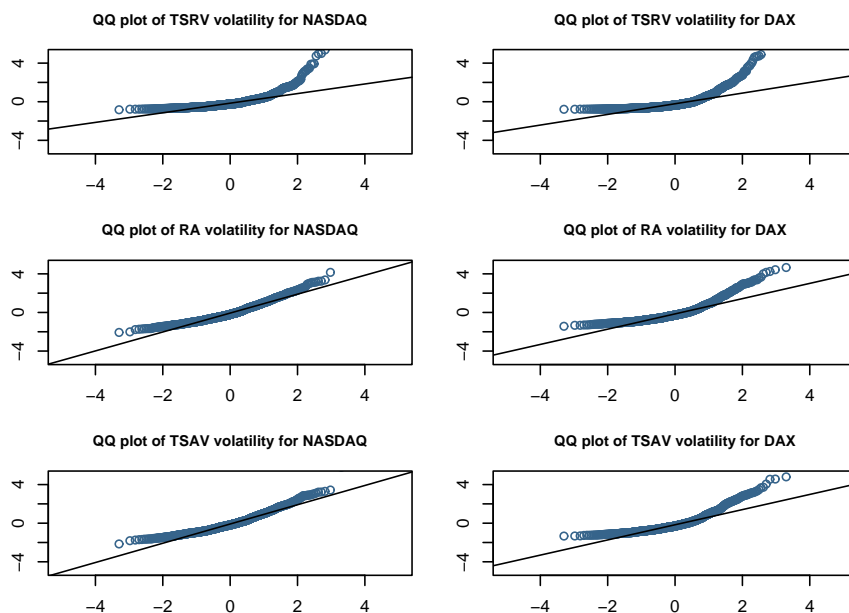 QQ plot of TSRV volatility for NASDAQ
4
0
−4
−4 −2 0 2 4
QQ plot of TSRV volatility for DAX
4
0
−4
−4 −2 0 2 4
QQ plot of RA volatility for NASDAQ
4
0
−4
−4 −2 0 2 4
QQ plot of RA volatility for DAX
4
0
−4
−4 −2 0 2 4
QQ plot of TSAV volatility for NASDAQ
4
0
−4
−4 −2 0 2 4
QQ plot of TSAV volatility for DAX
4
0
−4
−4 −2 0 2 4